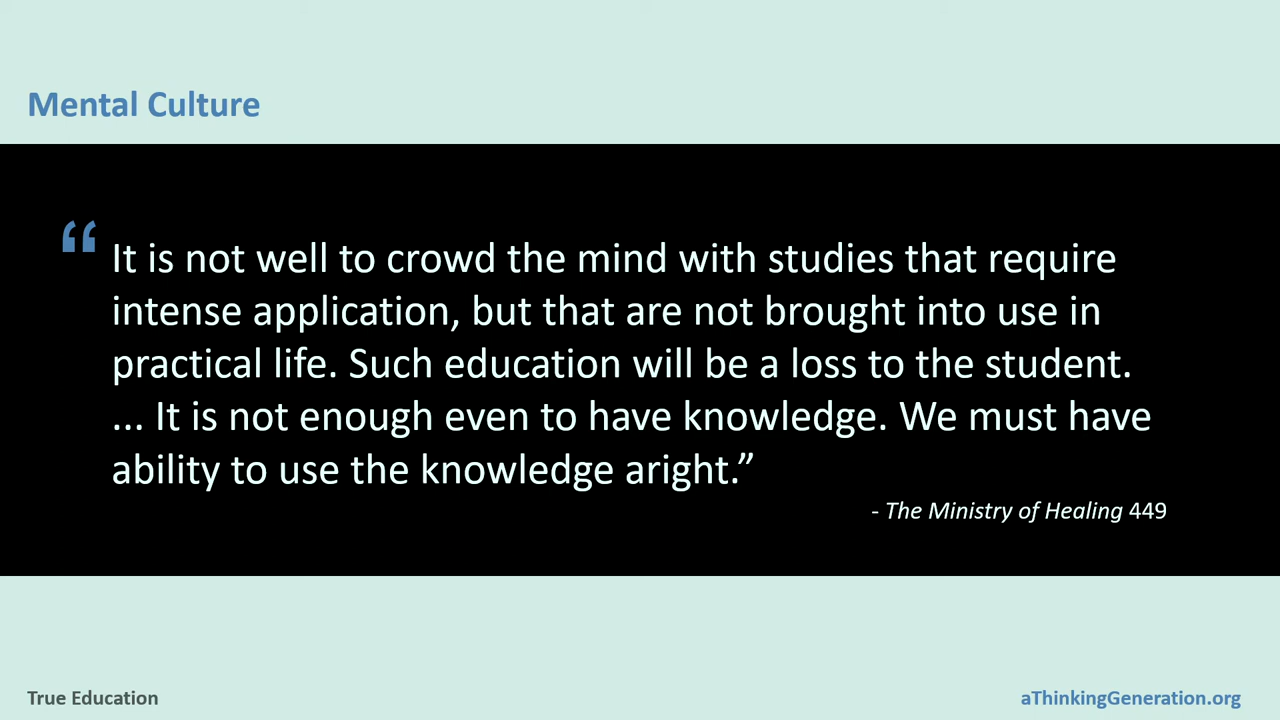 Mental Culture
“ It is not well to crowd the mind with studies that require
intense application, but that are not brought into use in
practical life. Such education will be a loss to the student.
... It is not enough even to have knowledge. We must have
ability to use the knowledge aright.”
- The Ministry of Healing 449
True Education
aThinkingGeneration.org